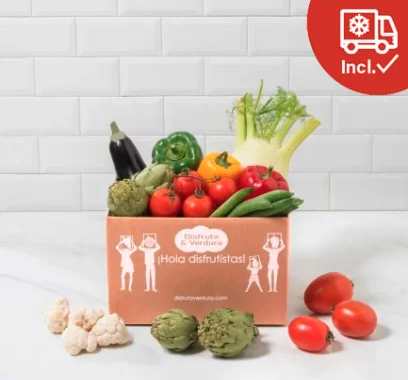 Incl.
Disfruta
& Verdura
¡Hola disfrutistas!
disfrutaverdura.com